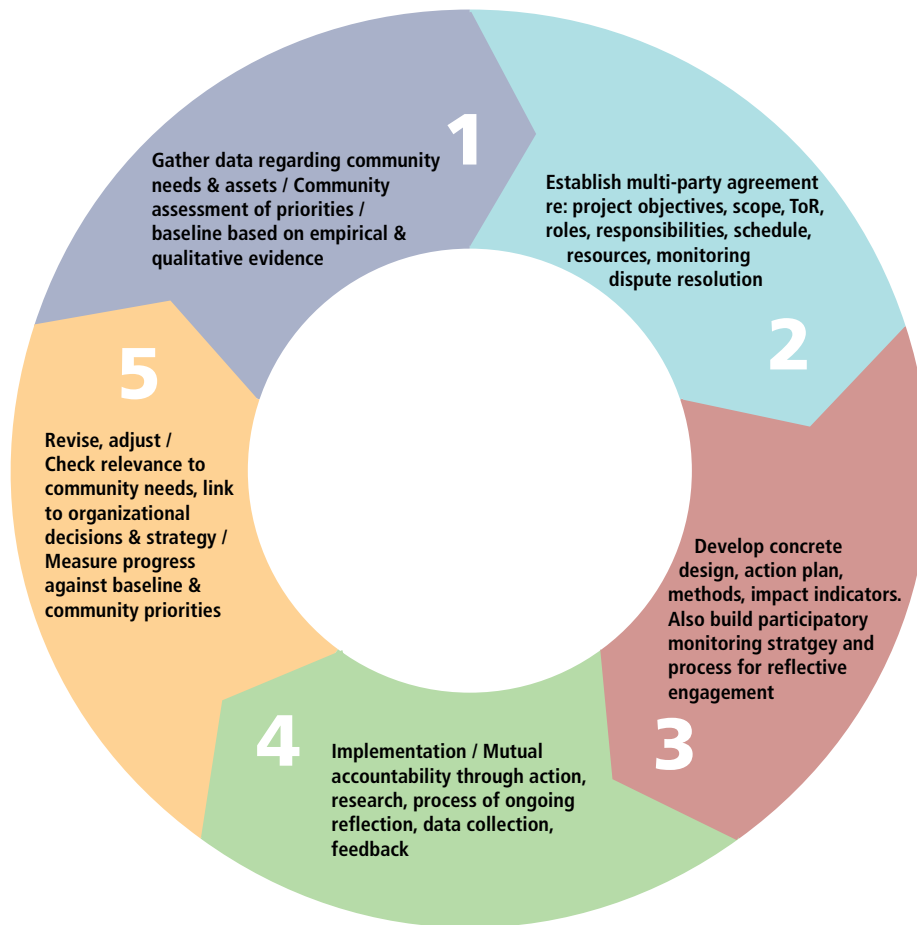 1
Gather data regarding community
needs & assets / Community
assessment of priorities /
baseline based on empirical &
qualitative evidence
Establish multi-party agreement
re: project objectives, scope, ToR,
roles, responsibilities, schedule,
resources, monitoring
dispute resolution
2
Develop concrete
design, action plan,
methods, impact indicators.
Also build participatory
monitoring stratgey and
process for reflective
engagement
3
4
Implementation / Mutual
accountability through action,
research, process of ongoing
reflection, data collection,
feedback
5
Revise, adjust /
Check relevance to
community needs, link
to organizational
decisions & strategy /
Measure progress
against baseline &
community priorities